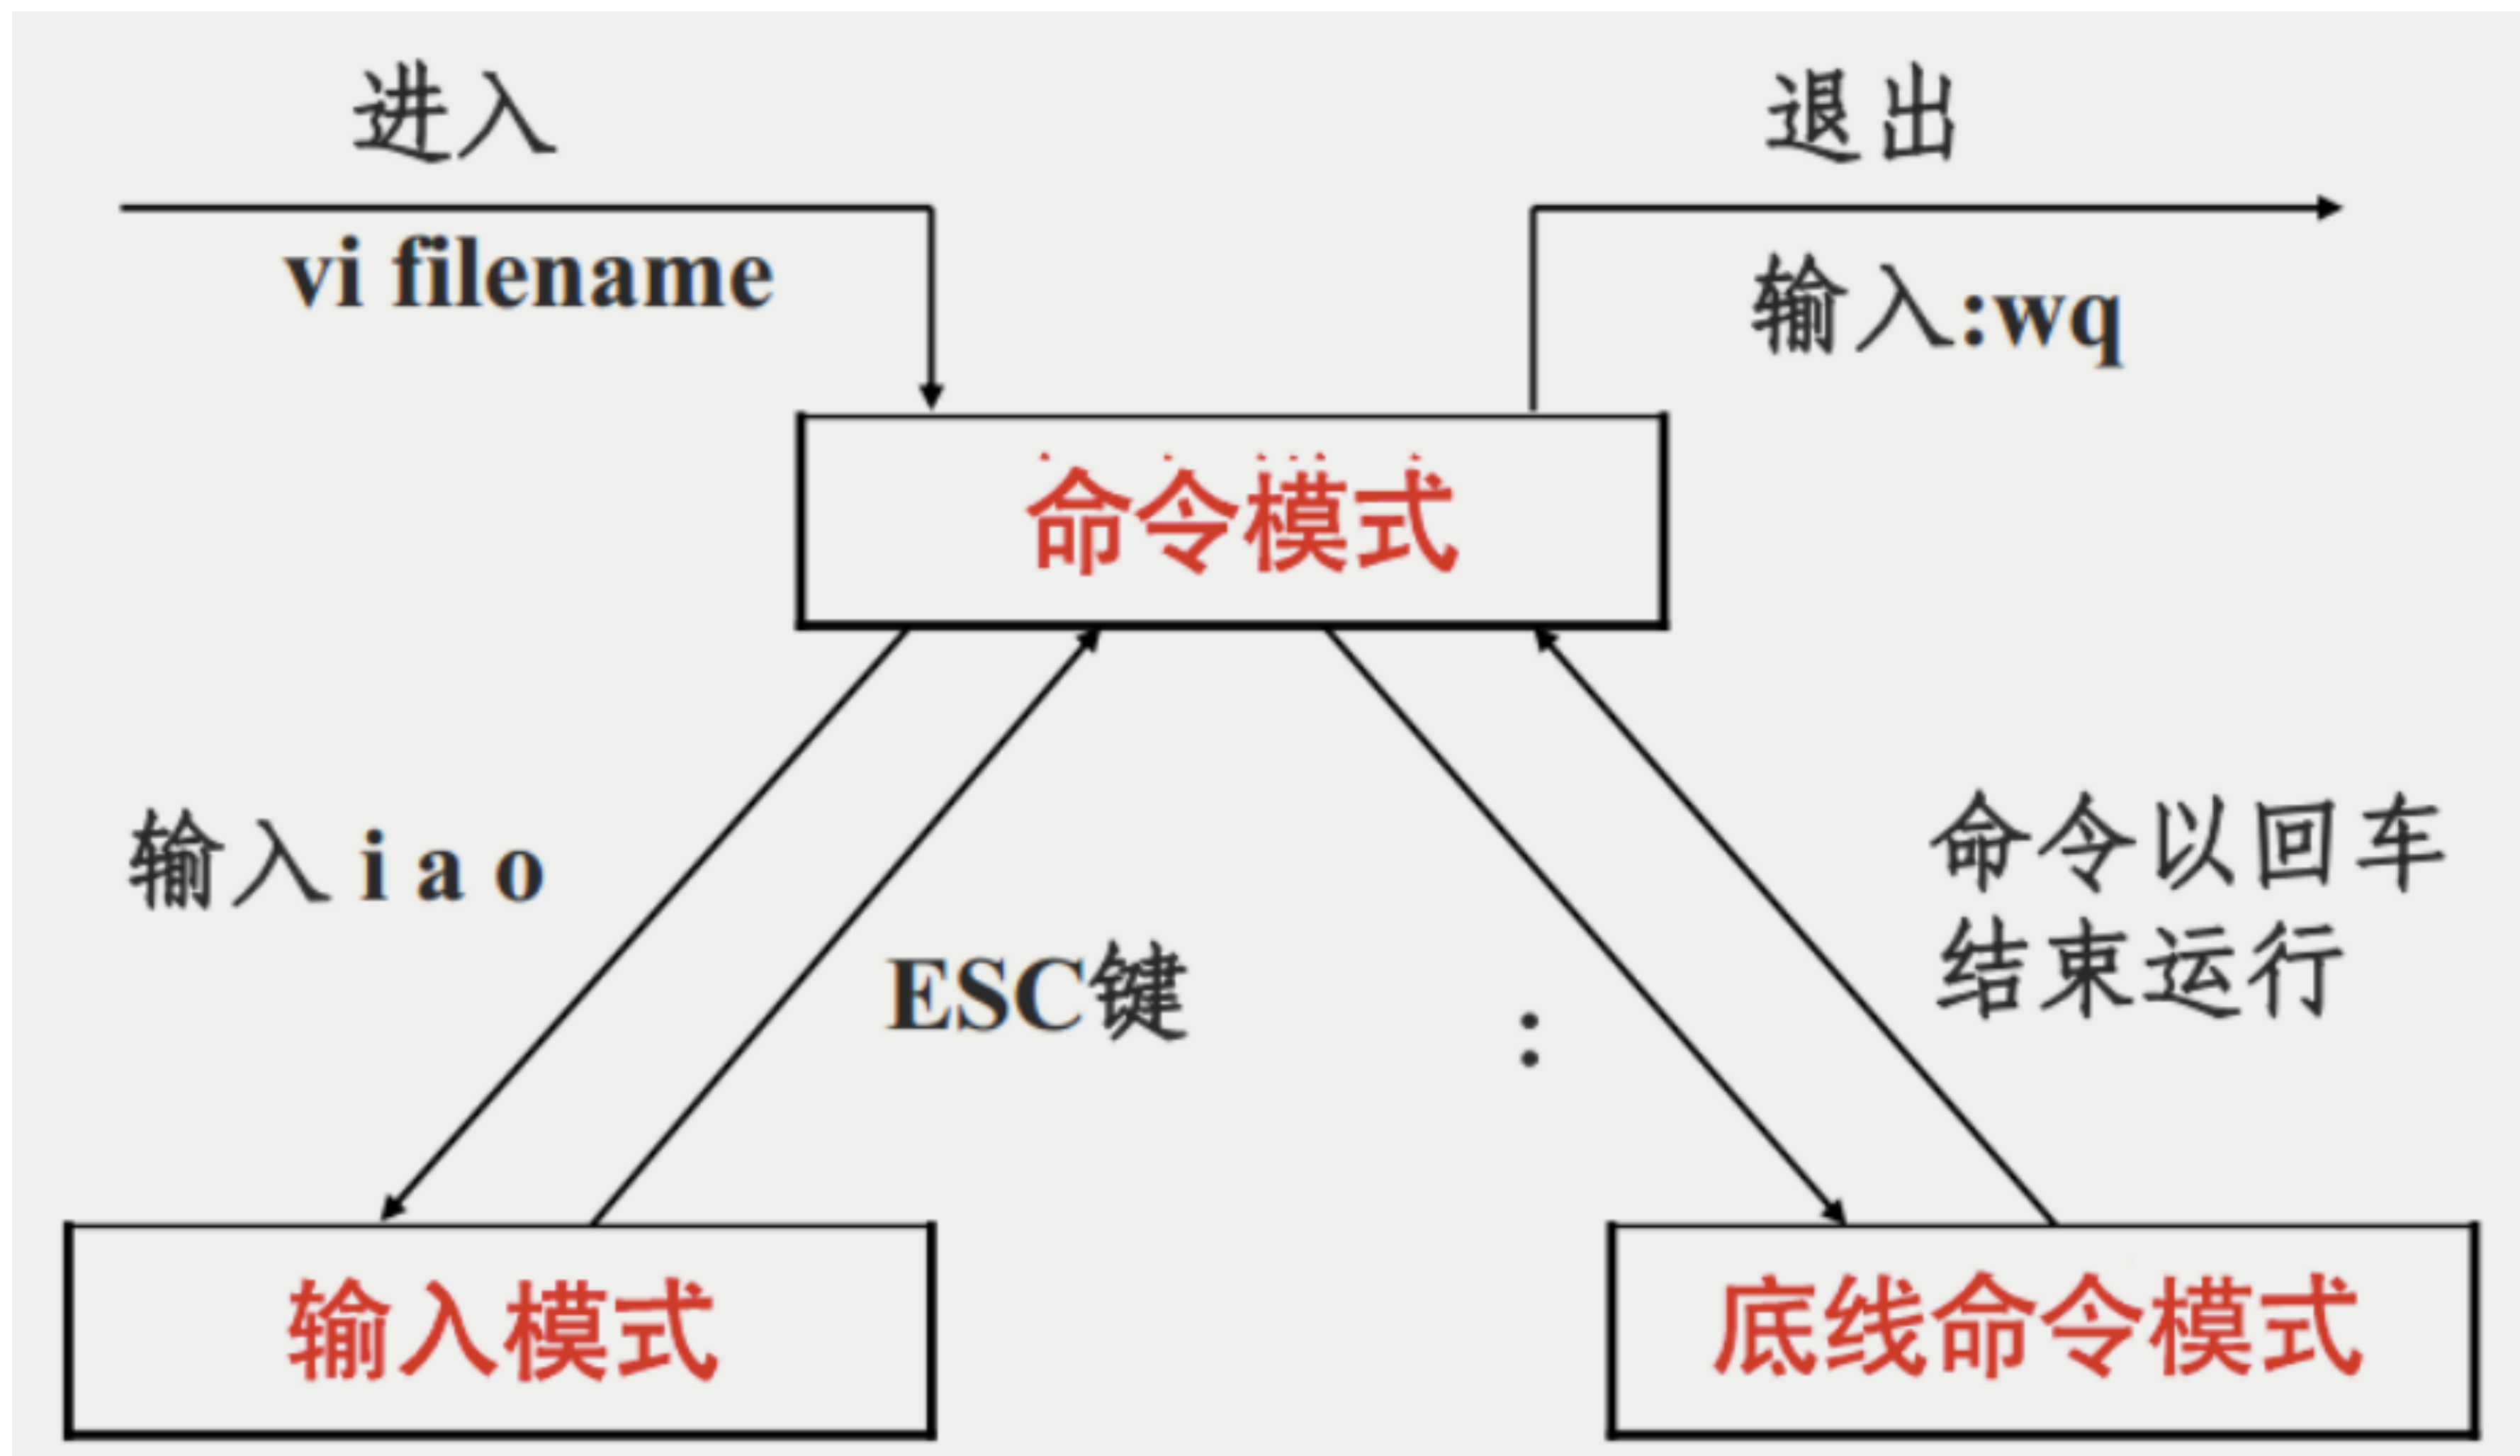 进入
vi filename
退出
输入:wq
命令模式
输入 i a o
ESC键
:
命令以回车
结束运行
输入模式
底线命令模式